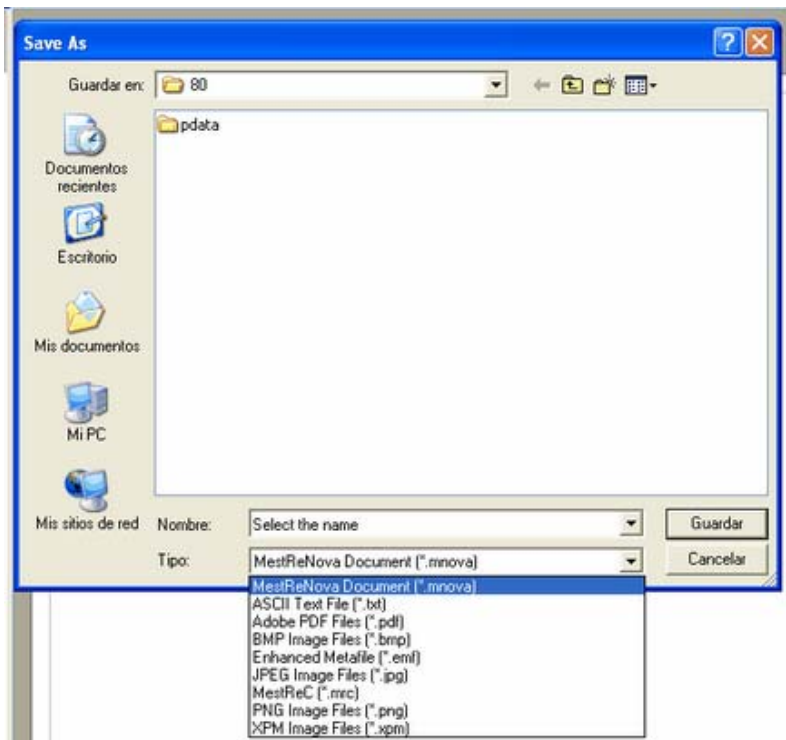 Save As
Guardar en:
80
pdata
Documentos
recientes
Escritorio
Mis documentos
Mi PC
Mis sitios de red
Nombre:
Select the name
Guardar
Tipo:
MestReNova Document (*.mnova)
Cancelar
MestReNova Document (*.mnova)
ASCII Text File (*.txt)
Adobe PDF Files (*.pdf)
BMP Image Files (*.bmp)
Enhanced Metafile (*.emf)
JPEG Image Files (*.jpg)
MestReC (*.mrc)
PNG Image Files (*.png)
XPM Image Files (*.xpm)